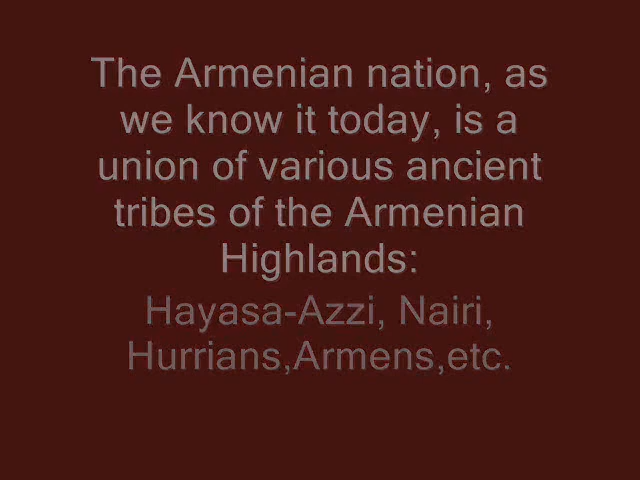 The Armenian nation, as
we know it today, is a
union of various ancient
tribes of the Armenian
Highlands:
Hayasa-Azzi, Nairi,
Hurrians,Armens,etc.